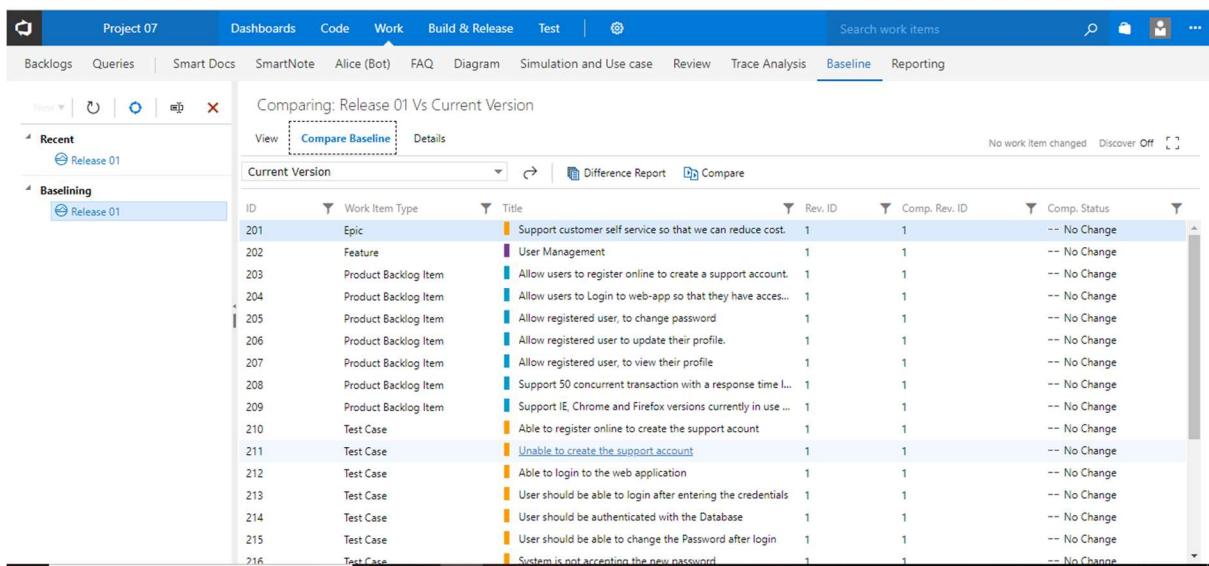 Project 07 Dashboards Code Work Build & Release Test Search work items
Backlogs Queries Smart Docs SmartNote Alice (Bot) FAQ Diagram Simulation and Use case Review Trace Analysis Baseline Reporting
New
Recent
Release 01
Baselining
Release 01
Comparing: Release 01 Vs Current Version
View Compare Baseline Details
No work item changed Discover Off
Current Version Difference Report Compare
ID Work Item Type Title Rev. ID Comp. Rev. ID Comp. Status
201 Epic Support customer self service so that we can reduce cost. 1 1 -- No Change
202 Feature User Management 1 1 -- No Change
203 Product Backlog Item Allow users to register online to create a support account. 1 1 -- No Change
204 Product Backlog Item Allow users to Login to web-app so that they have acces... 1 1 -- No Change
205 Product Backlog Item Allow registered user, to change password 1 1 -- No Change
206 Product Backlog Item Allow registered user to update their profile. 1 1 -- No Change
207 Product Backlog Item Allow registered user, to view their profile 1 1 -- No Change
208 Product Backlog Item Support 50 concurrent transaction with a response time l... 1 1 -- No Change
209 Product Backlog Item Support IE, Chrome and Firefox versions currently in use ... 1 1 -- No Change
210 Test Case Able to register online to create the support acount 1 1 -- No Change
211 Test Case Unable to create the support account 1 1 -- No Change
212 Test Case Able to login to the web application 1 1 -- No Change
213 Test Case User should be able to login after entering the credentials 1 1 -- No Change
214 Test Case User should be authenticated with the Database 1 1 -- No Change
215 Test Case User should be able to change the Password after login 1 1 -- No Change
216 Test Case System is not accepting the new password 1 1 -- No Change